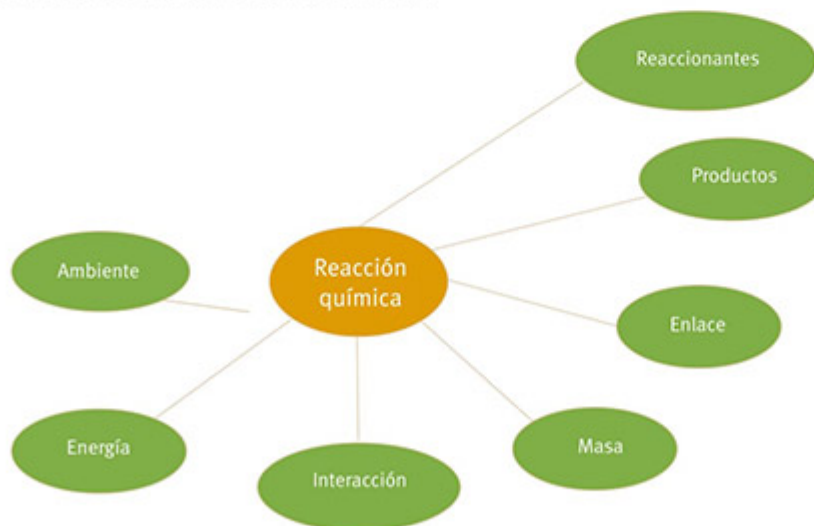 Reaccionantes
Productos
Ambiente
Reacción
química
Enlace
Energía
Interacción
Masa